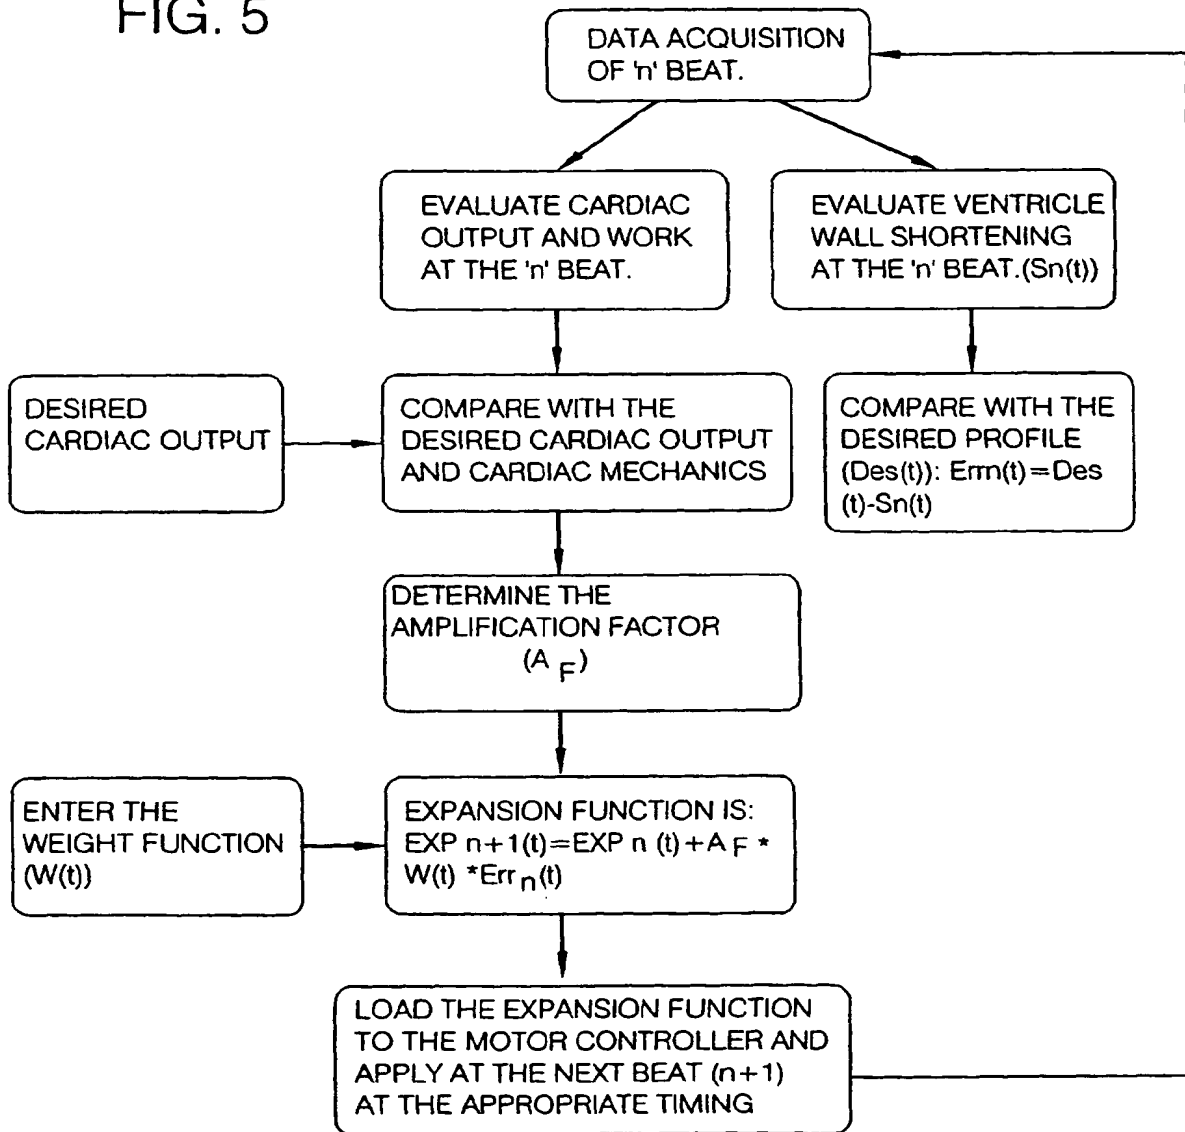 FIG. 5
DATA ACQUISITION
OF 'n' BEAT.
EVALUATE CARDIAC
OUTPUT AND WORK
AT THE 'n' BEAT.
EVALUATE VENTRICLE
WALL SHORTENING
AT THE 'n' BEAT.(Sn(t))
DESIRED
CARDIAC OUTPUT
COMPARE WITH THE
DESIRED CARDIAC OUTPUT
AND CARDIAC MECHANICS
COMPARE WITH THE
DESIRED PROFILE
(Des(t)): Errn(t)=Des
(t)-Sn(t)
DETERMINE THE
AMPLIFICATION FACTOR
(A F)
ENTER THE
WEIGHT FUNCTION
(W(t))
EXPANSION FUNCTION IS:
EXP n+1(t)=EXP n (t)+A F *
W(t) *Err n(t)
LOAD THE EXPANSION FUNCTION
TO THE MOTOR CONTROLLER AND
APPLY AT THE NEXT BEAT (n+1)
AT THE APPROPRIATE TIMING